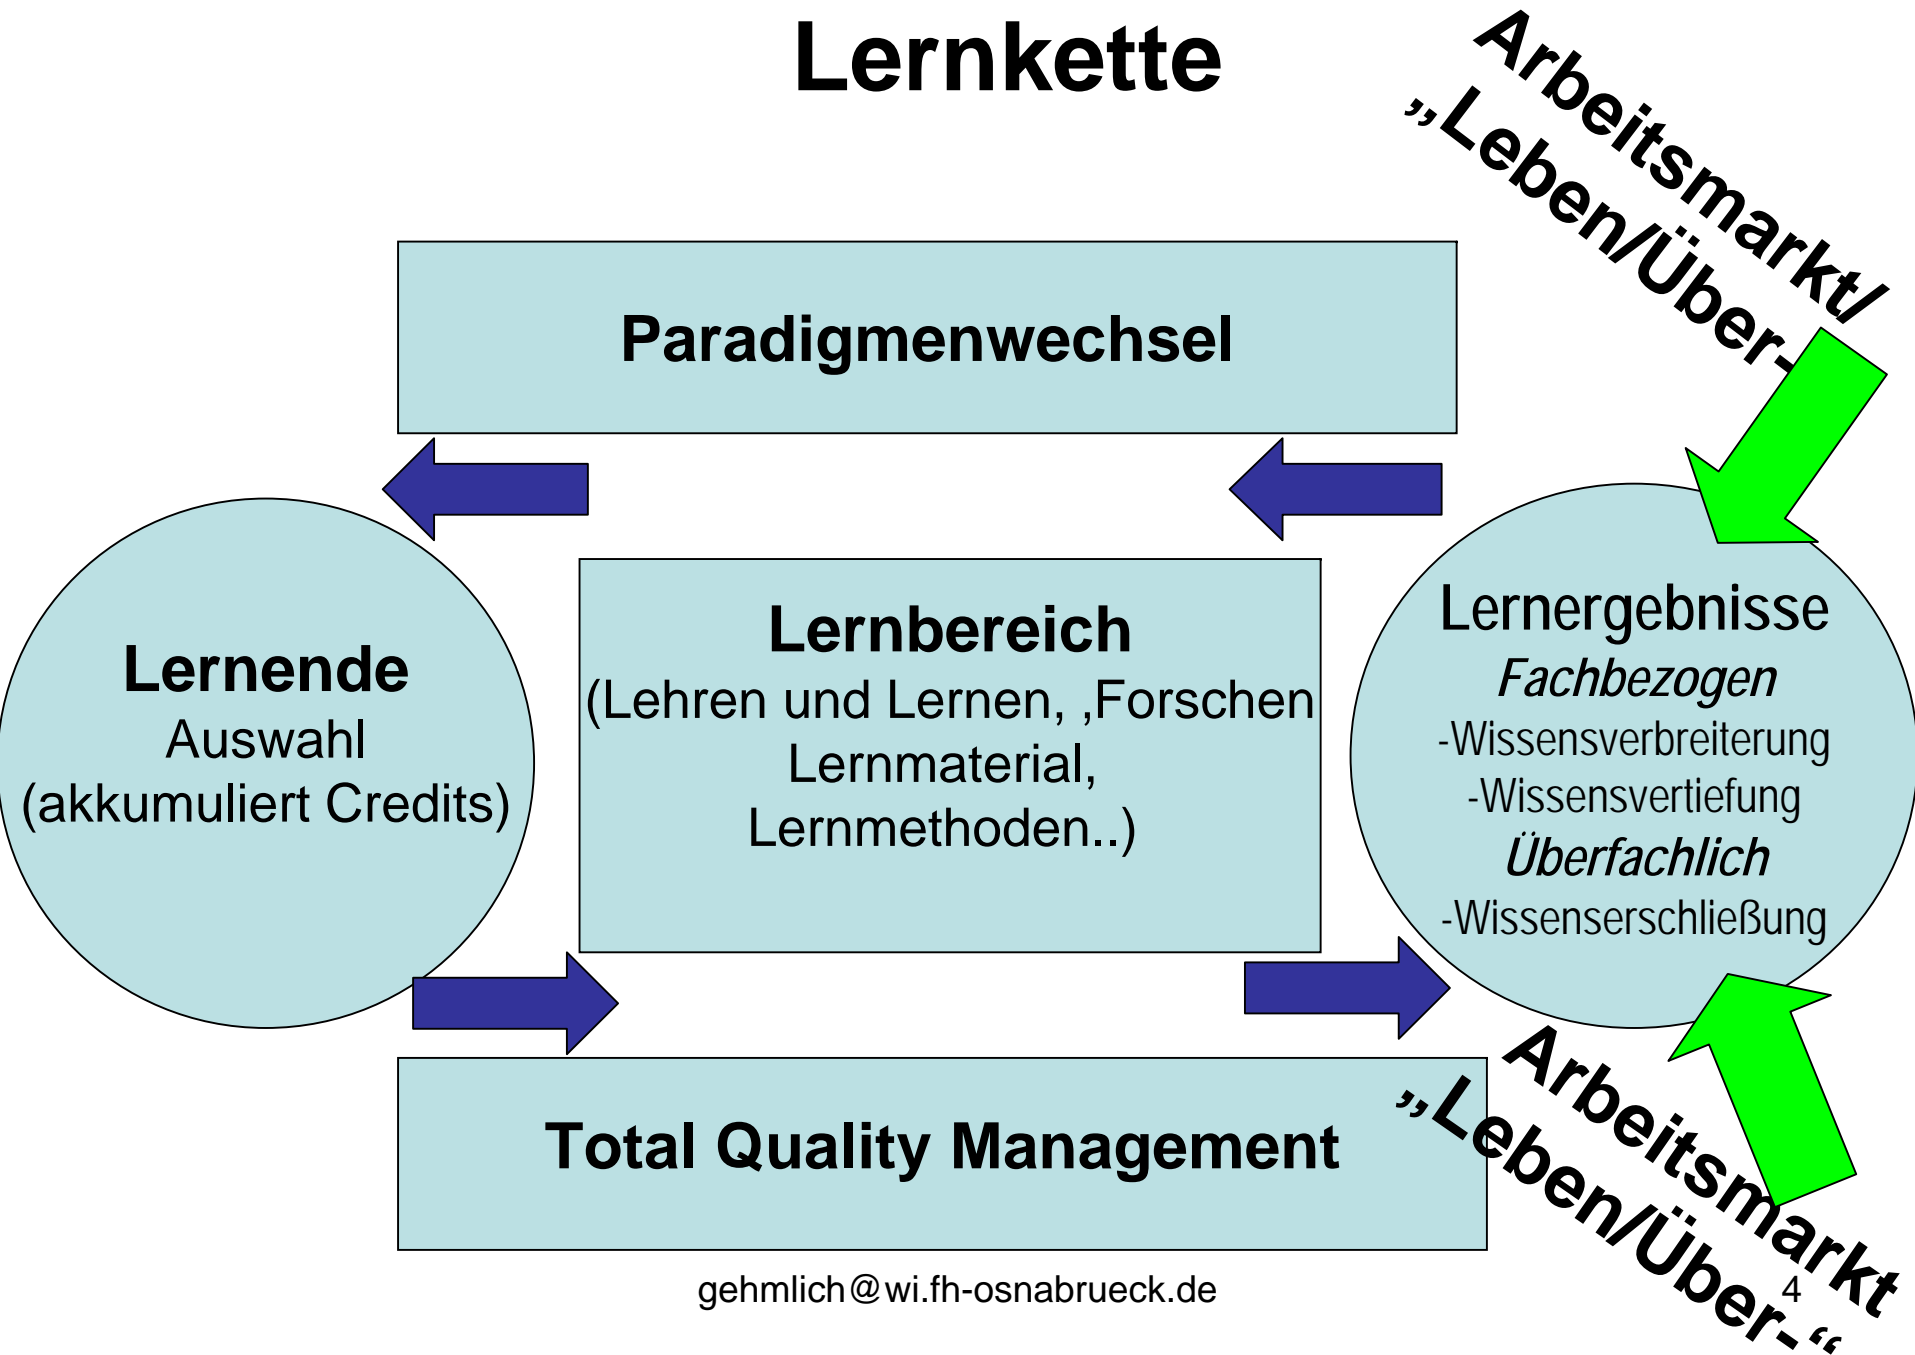 Lernkette
Arbeitsmarkt/
„Leben/Über-
Paradigmenwechsel
Lernende
Auswahl
(akkumuliert Credits)
Lernbereich
(Lehren und Lernen, ,Forschen
Lernmaterial,
Lernmethoden..)
Lernergebnisse
Fachbezogen
-Wissensverbreiterung
-Wissensvertiefung
Überfachlich
-Wissenserschließung
Total Quality Management
Arbeitsmarkt
„Leben/Über-“
gehmlich@wi.fh-osnabrueck.de
4